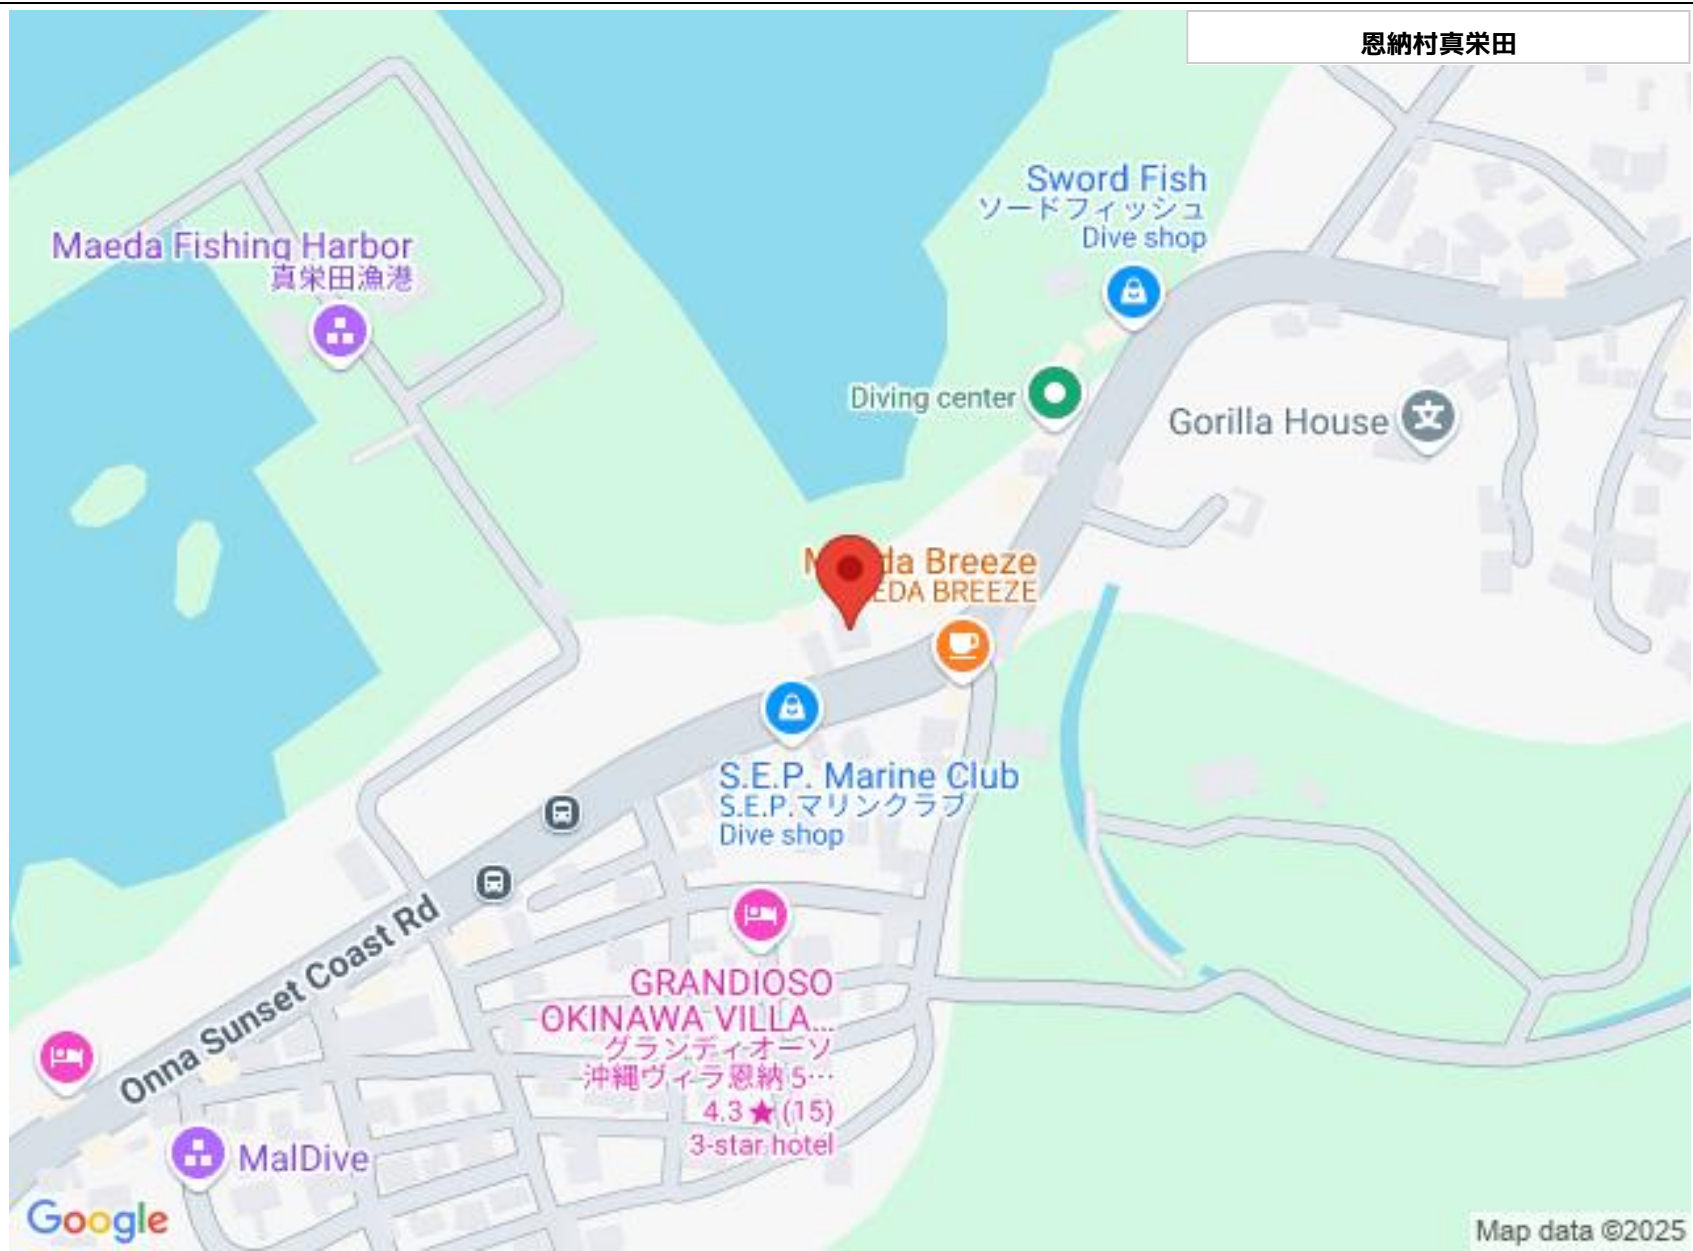 恩納村真栄田
Sword Fish
ソードフィッシュ
Dive shop
Maeda Fishing Harbor
真栄田漁港
Diving center
Gorilla House
Breeze
BREEZE
S.E.P. Marine Club
S.E.P.マリンクラブ
Dive shop
Onna Sunset Coast Rd
GRANDIOSO
OKINAWA VILLA...
グランディオーソ
沖縄ヴィラ恩納 5…
4.3★(15)
3-star hotel
MalDive
Google
Map data ©2025